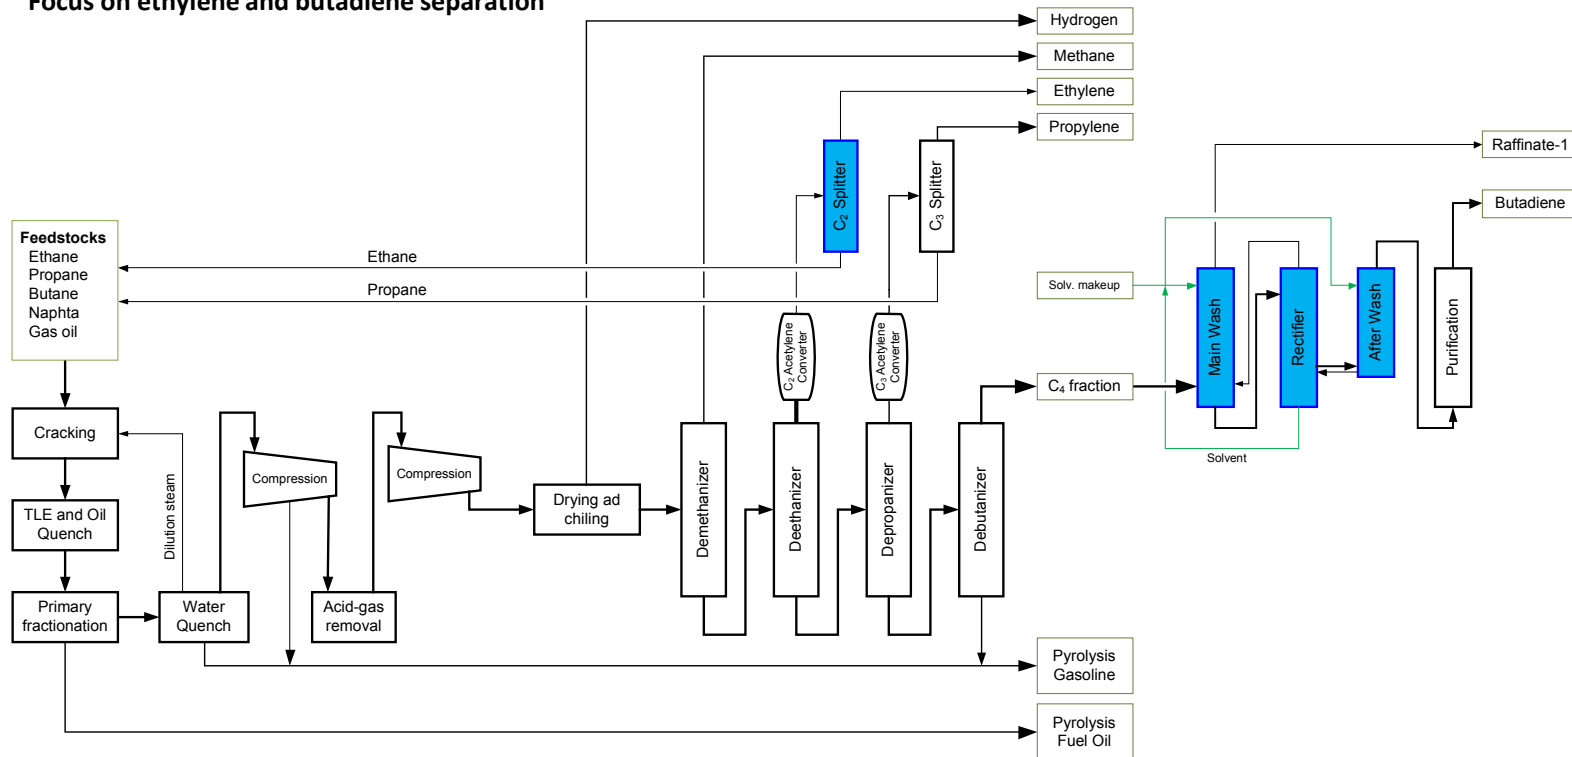 Focus on ethylene and butadiene separation
Hydrogen
Methane
Ethylene
Propylene
Raffinate-1
Butadiene
C₂ Splitter
C₃ Splitter
Feedstocks
Ethane
Propane
Butane
Naphta
Gas oil
Ethane
Propane
Solv. makeup
Main Wash
Rectifier
After Wash
Purification
Solvent
C₂ Acetylene
Converter
C₃ Acetylene
Converter
C₄ fraction
Cracking
Dilution steam
Compression
Compression
TLE and Oil
Quench
Drying ad
chiling
Demethanizer
Deethanizer
Depropanizer
Debutanizer
Primary
fractionation
Water
Quench
Acid-gas
removal
Pyrolysis
Gasoline
Pyrolysis
Fuel Oil